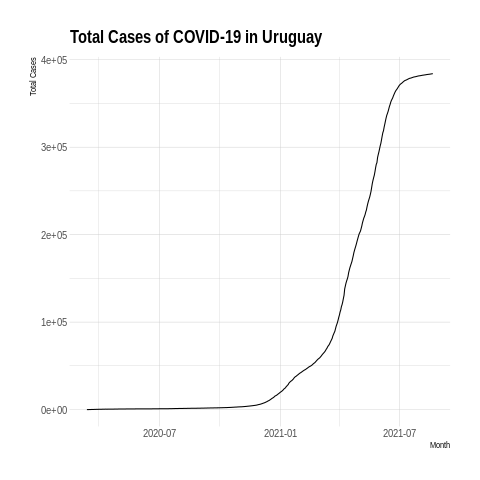 Total Cases of COVID-19 in Uruguay
Total Cases
4e+05
3e+05
2e+05
1e+05
0e+00
2020-07 2021-01 2021-07
Month